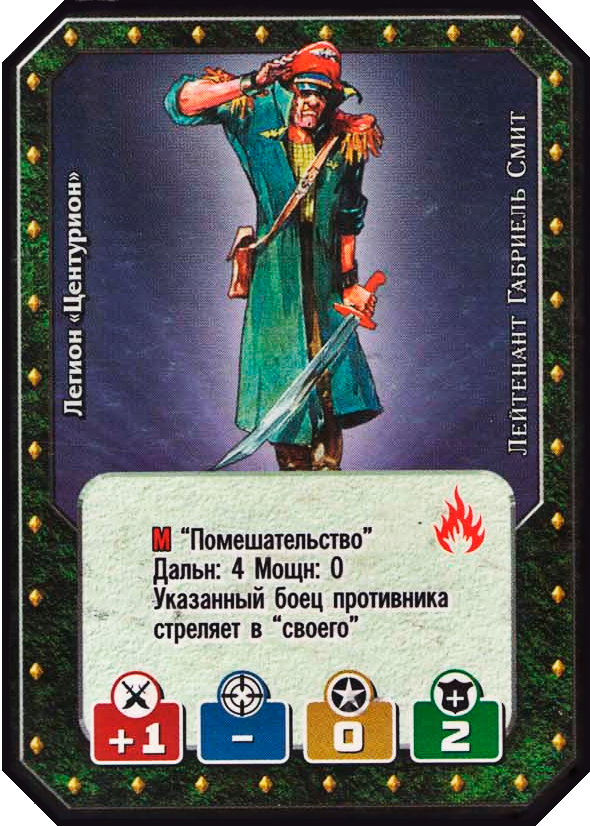 Легион «Центурион»
Лейтенант Габриель Смит
М "Помешательство"
Дальн: 4 Мощн: 0
Указанный боец противника
стреляет в "своего"
+1 - 0 2